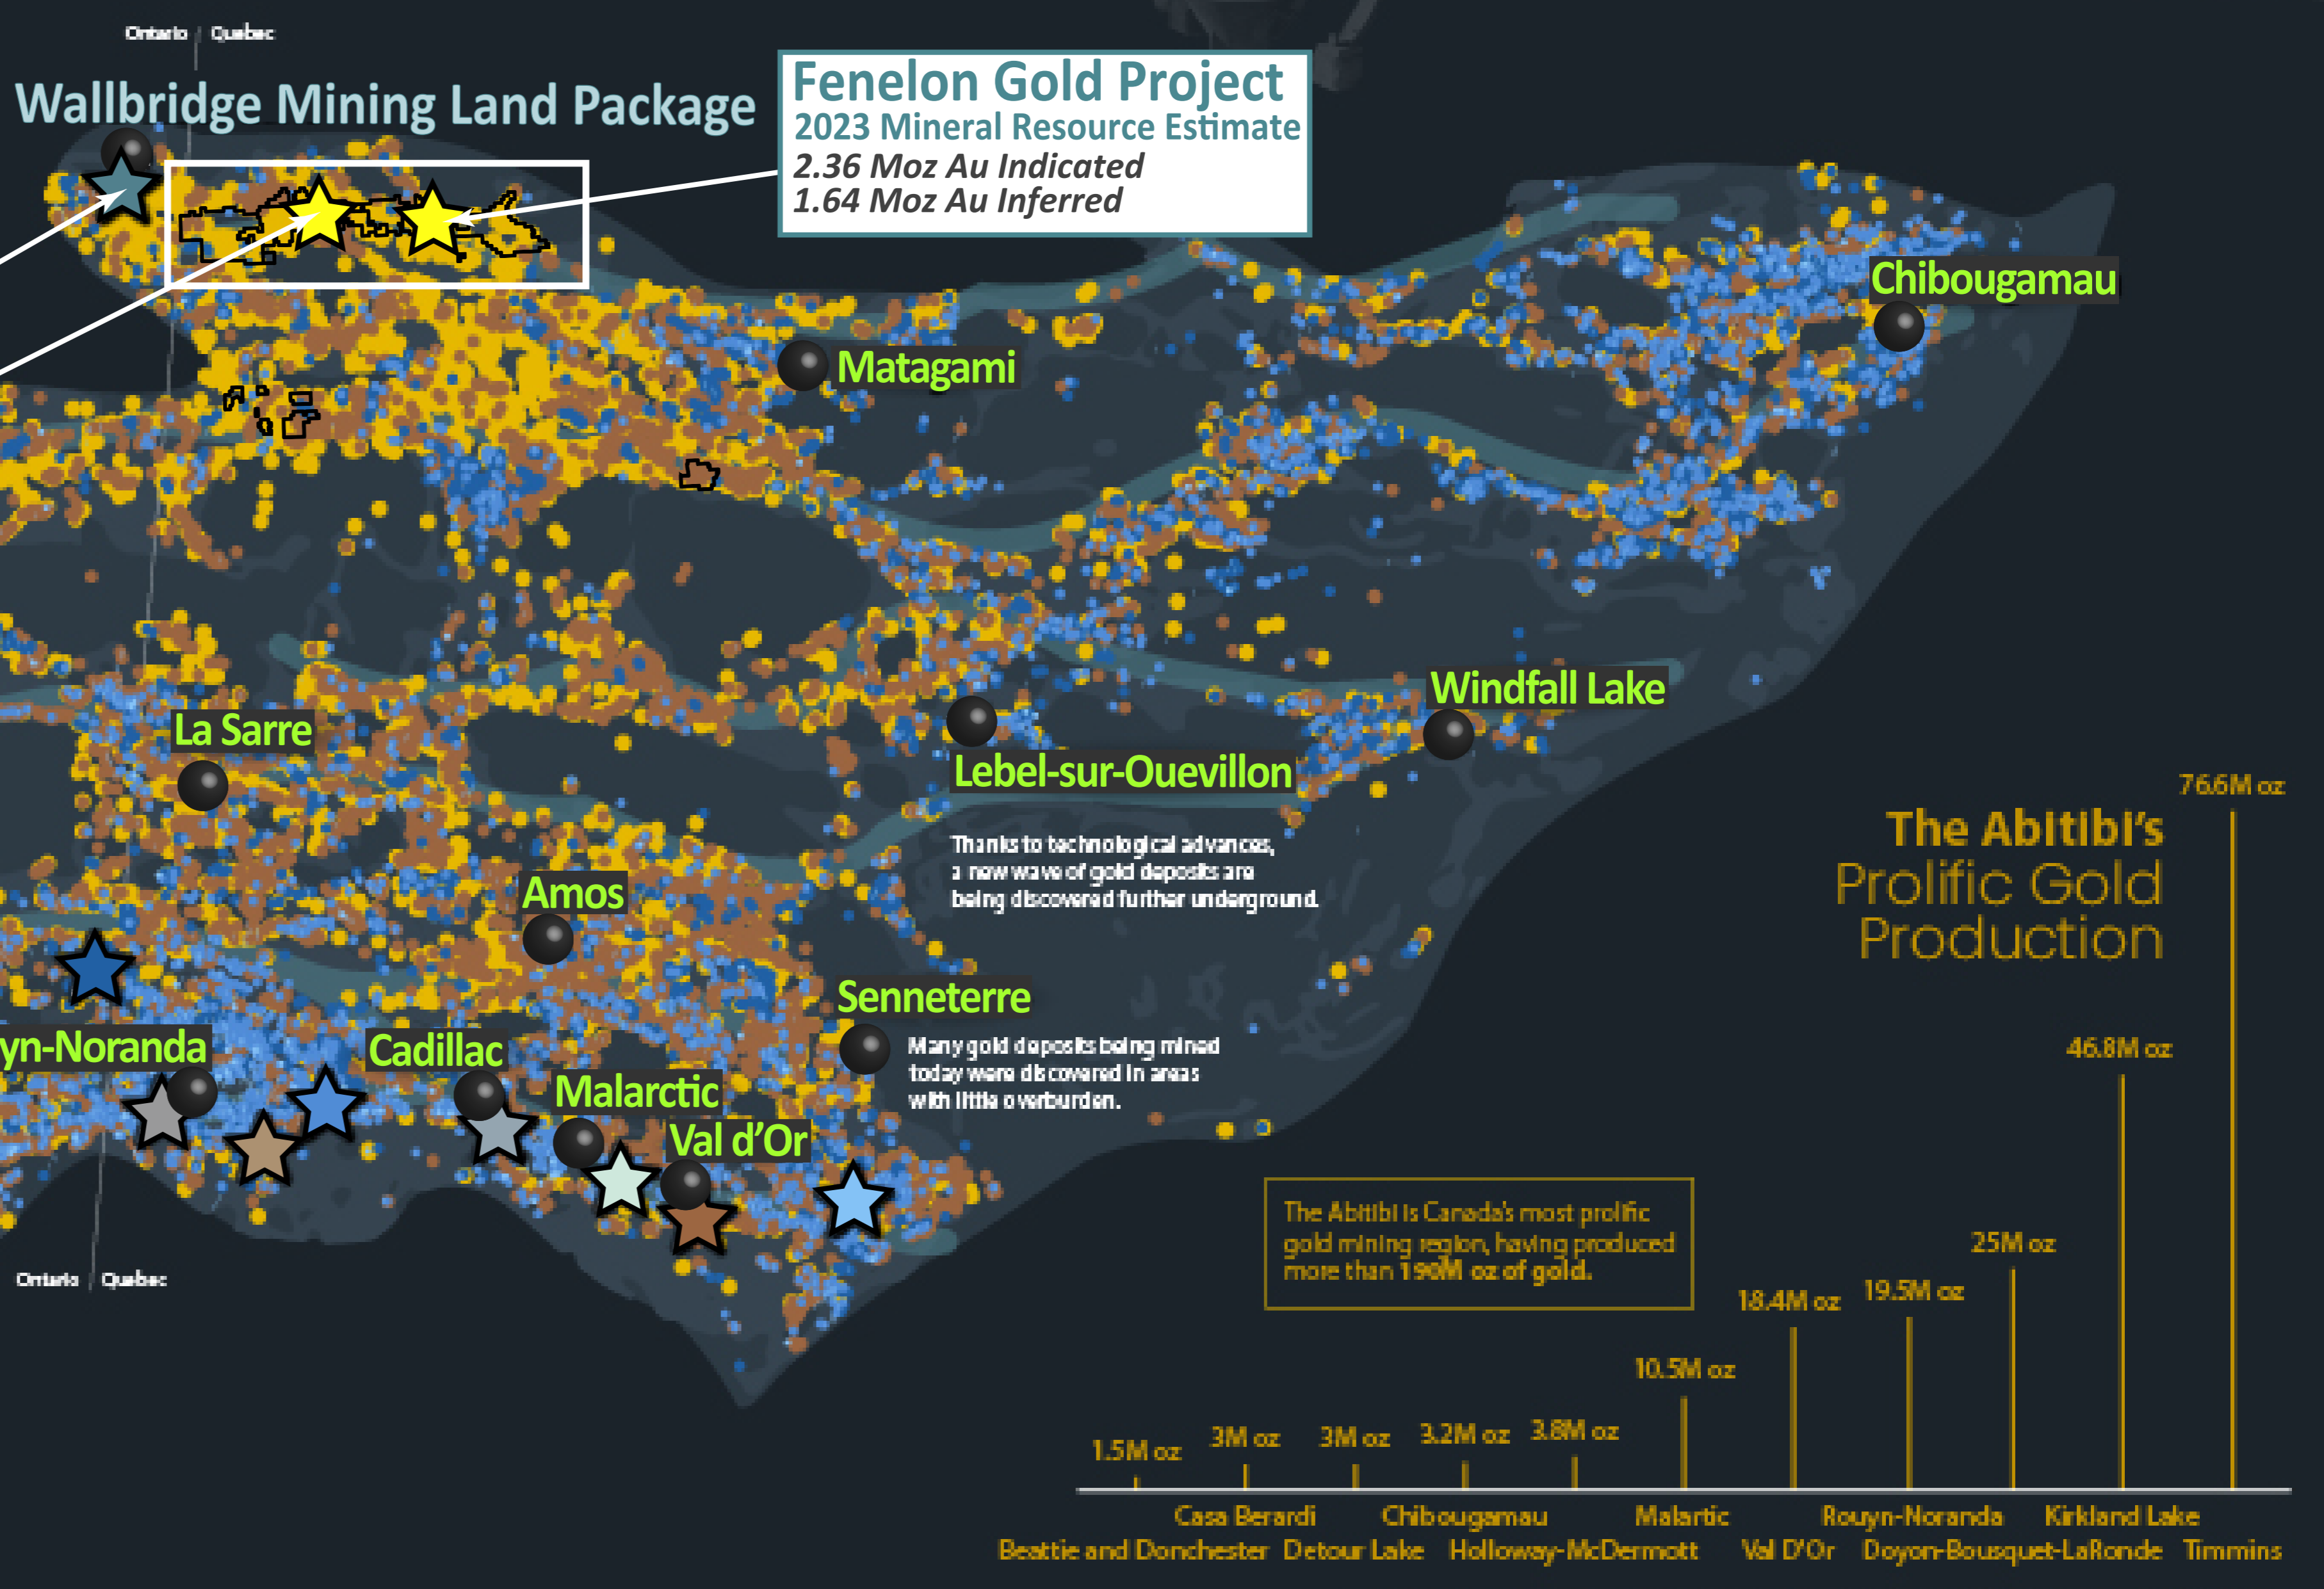 Ontario Quebec
Wallbridge Mining Land Package
Fenelon Gold Project
2023 Mineral Resource Estimate
2.36 Moz Au Indicated
1.64 Moz Au Inferred
Chibougamau
Matagami
Windfall Lake
La Sarre
Lebel-sur-Ouevillon
76.6M oz
The Abitibi's
Prolific Gold
Production
Thanks to technological advances,
a new wave of gold deposits are
being discovered further underground.
Amos
Senneterre
yn-Noranda
Cadillac
Many gold deposits being mined
today were discovered in areas
with little overburden.
46.8M oz
Malarctic
Val d'Or
The Abitibi is Canada's most prolific
gold mining region, having produced
more than 190M oz of gold.
25M oz
Ontario Quebec
18.4M oz
19.5M oz
10.5M oz
1.5M oz
3M oz
3M oz
3.2M oz
3.8M oz
Casa Berardi Chibougamau Malartic Rouyn-Noranda Kirkland Lake
Beattie and Donchester Detour Lake Holloway-McDermott Val D'Or Doyon-Bousquet-LaRonde Timmins